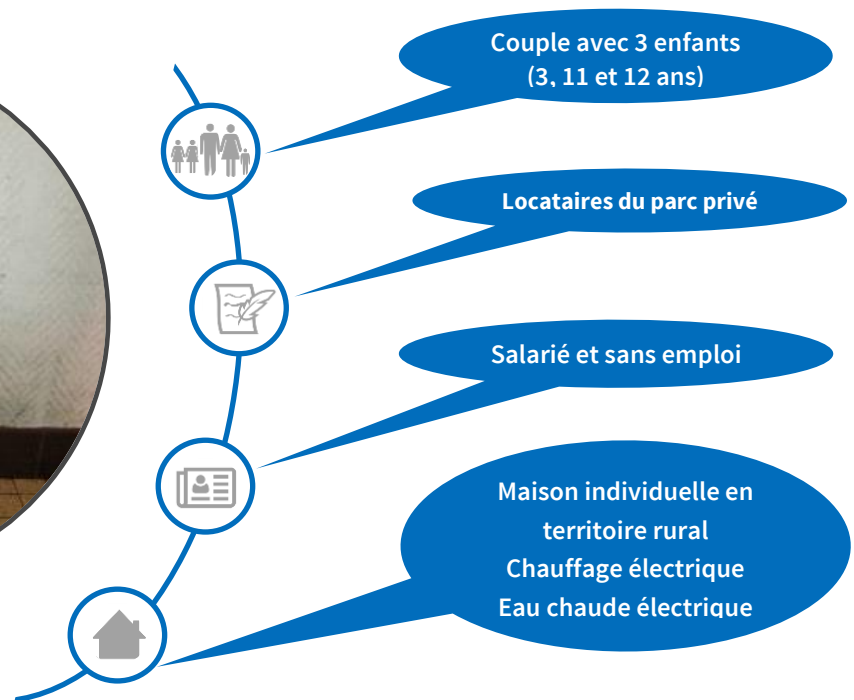 Couple avec 3 enfants
(3, 11 et 12 ans)
Locataires du parc privé
Salarié et sans emploi
Maison individuelle en
territoire rural
Chauffage électrique
Eau chaude électrique